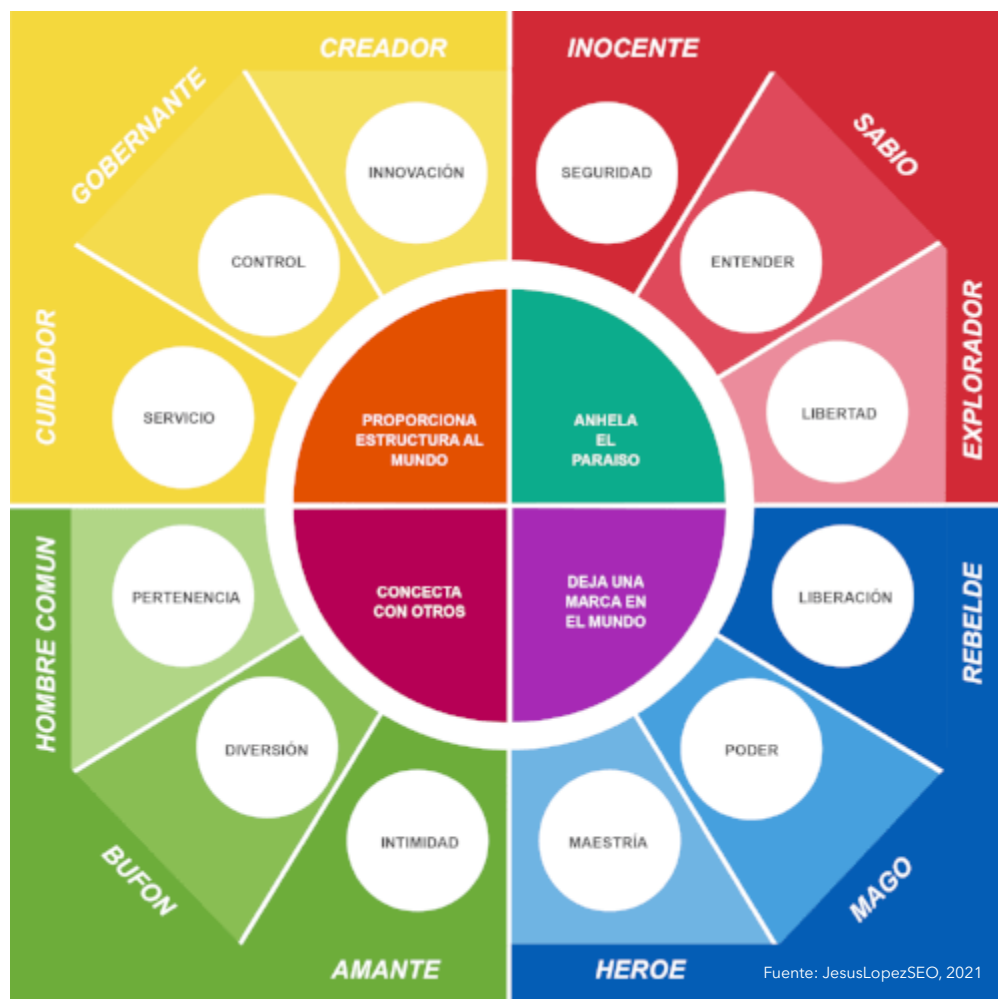 CREADOR
INOCENTE
GOBERNANTE
SABIO
INNOVACIÓN
SEGURIDAD
CONTROL
ENTENDER
CUIDADOR
EXPLORADOR
SERVICIO
LIBERTAD
PROPORCIONA
ESTRUCTURA AL
MUNDO
ANHELA
EL
PARAISO
CONCECTA
CON OTROS
DEJA UNA
MARCA EN
EL MUNDO
HOMBRE COMUN
PERTENENCIA
LIBERACIÓN
REBELDE
DIVERSIÓN
PODER
INTIMIDAD
MAESTRÍA
BUFON
MAGO
AMANTE
HEROE
Fuente: JesusLopezSEO, 2021